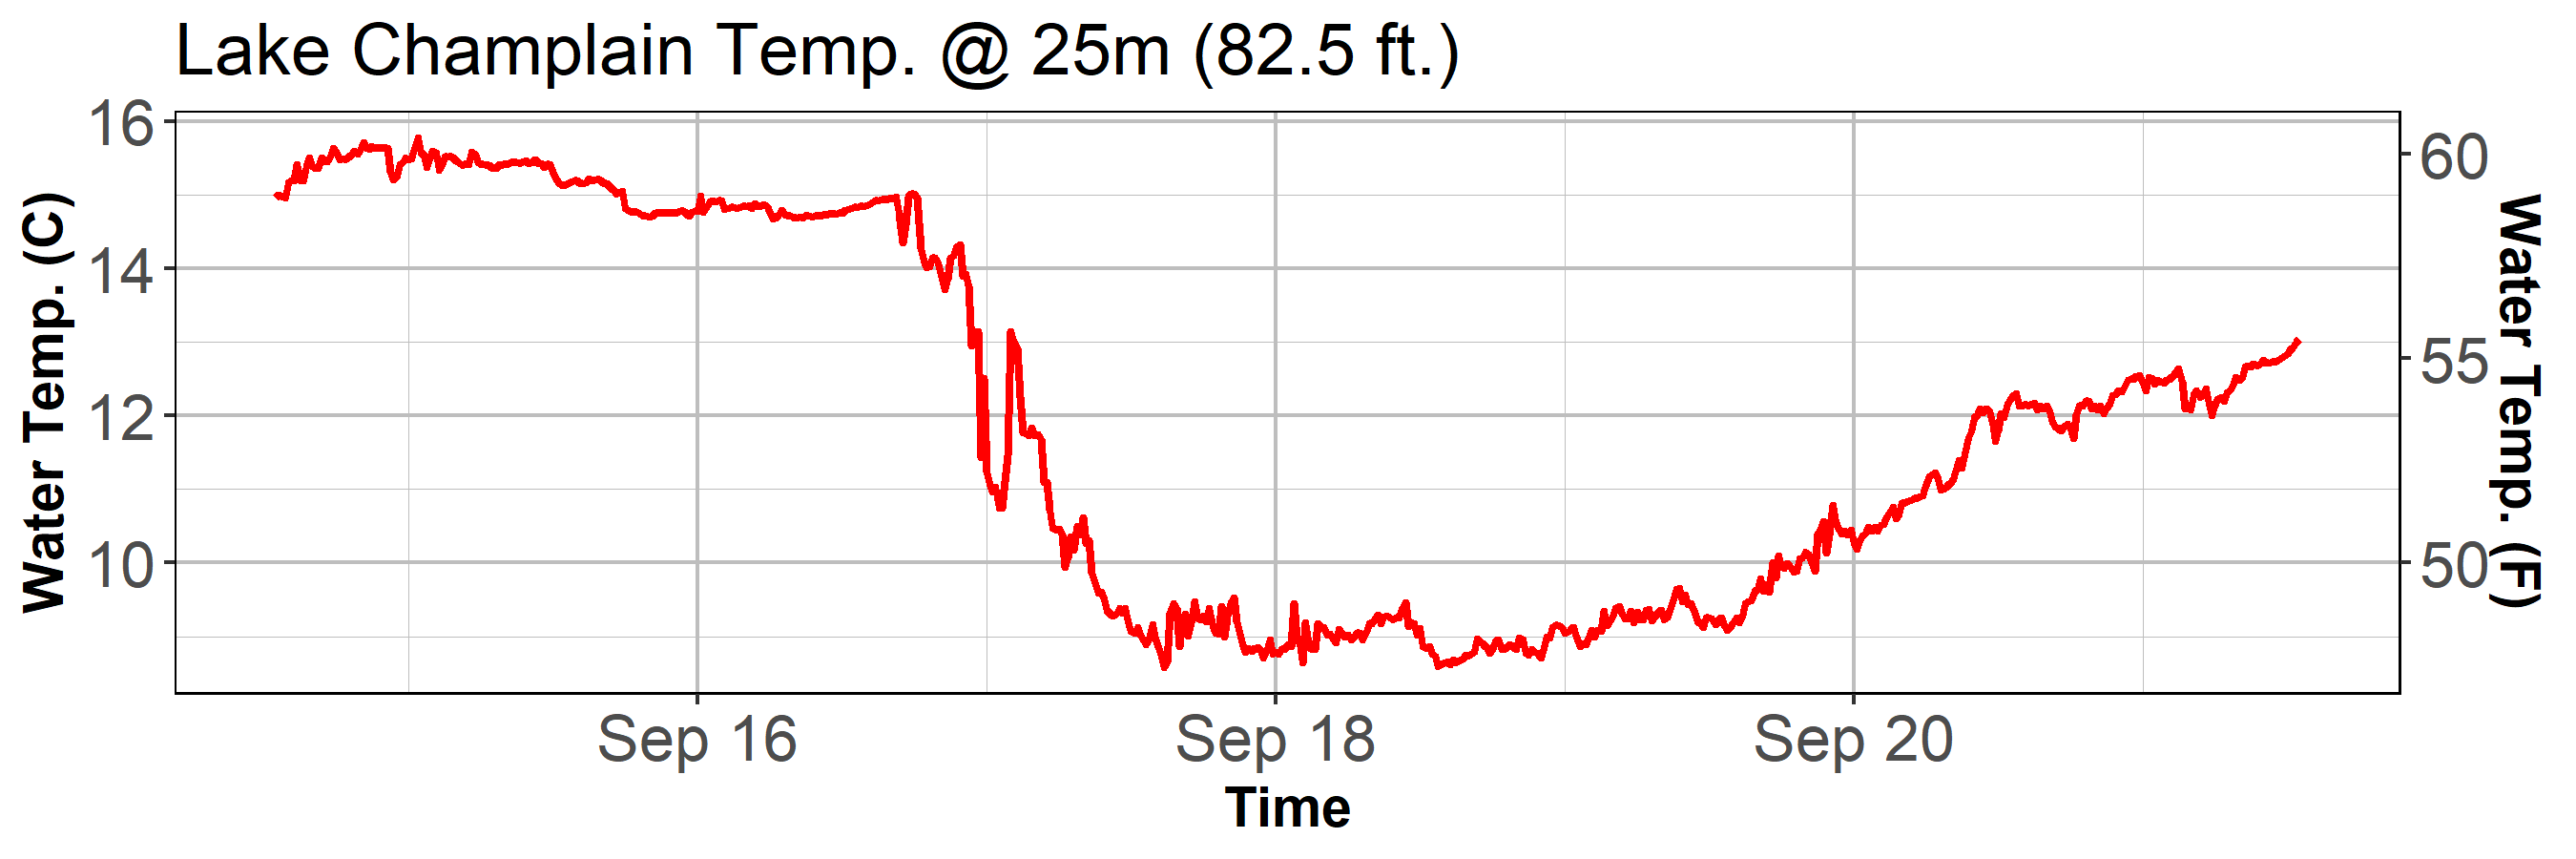 Lake Champlain Temp. @ 25m (82.5 ft.)
Water Temp. (C)
16
14
12
10
60
55
50
Water Temp. (F)
Sep 16
Sep 18
Sep 20
Time